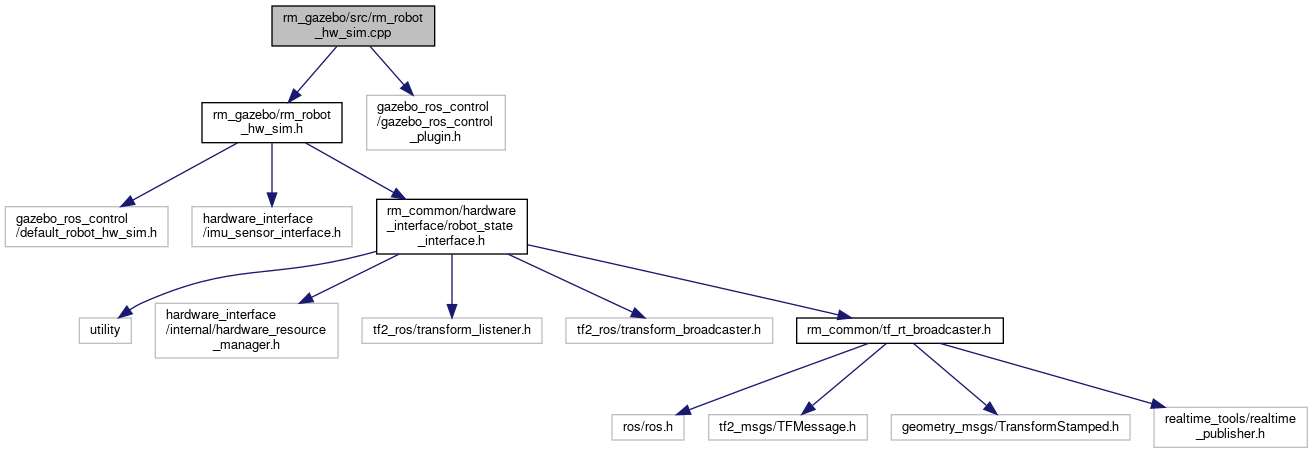 rm_gazebo/src/rm_robot
_hw_sim.cpp
rm_gazebo/rm_robot
_hw_sim.h
gazebo_ros_control
/gazebo_ros_control
_plugin.h
gazebo_ros_control
/default_robot_hw_sim.h
hardware_interface
/imu_sensor_interface.h
rm_common/hardware
_interface/robot_state
_interface.h
utility
hardware_interface
/internal/hardware_resource
_manager.h
tf2_ros/transform_listener.h
tf2_ros/transform_broadcaster.h
rm_common/tf_rt_broadcaster.h
ros/ros.h
tf2_msgs/TFMessage.h
geometry_msgs/TransformStamped.h
realtime_tools/realtime
_publisher.h